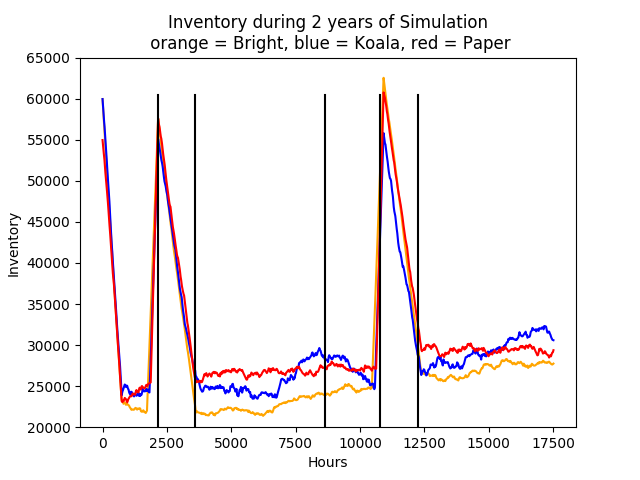 Inventory during 2 years of Simulation
orange = Bright, blue = Koala, red = Paper
65000
60000
55000
50000
45000
40000
35000
30000
25000
20000
Inventory
0 2500 5000 7500 10000 12500 15000 17500
Hours